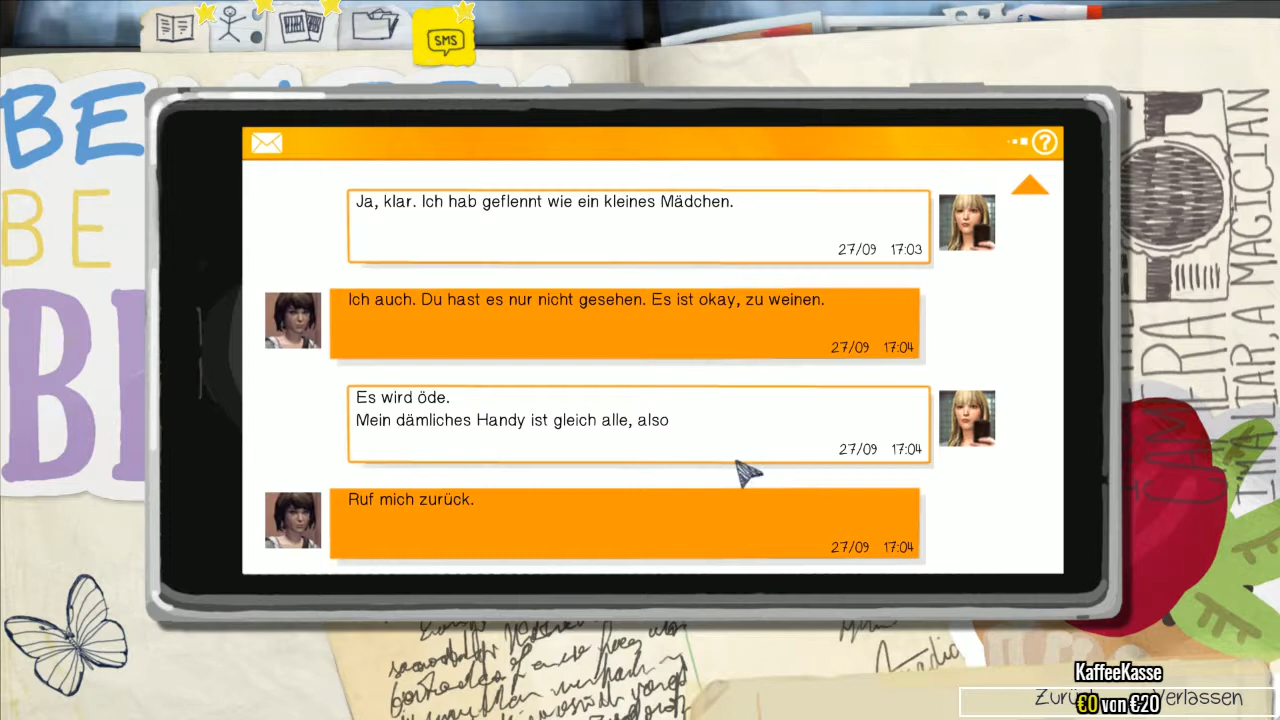 SMS
Ja, klar. Ich hab geflennt wie ein kleines Mädchen.
27/09 17:03
Ich auch. Du hast es nur nicht gesehen. Es ist okay, zu weinen.
27/09 17:04
Es wird öde.
Mein dämliches Handy ist gleich alle, also
27/09 17:04
Ruf mich zurück.
27/09 17:04
BE
BE
MAGICIAN
KaffeeKasse
€0 von €20
Verlassen